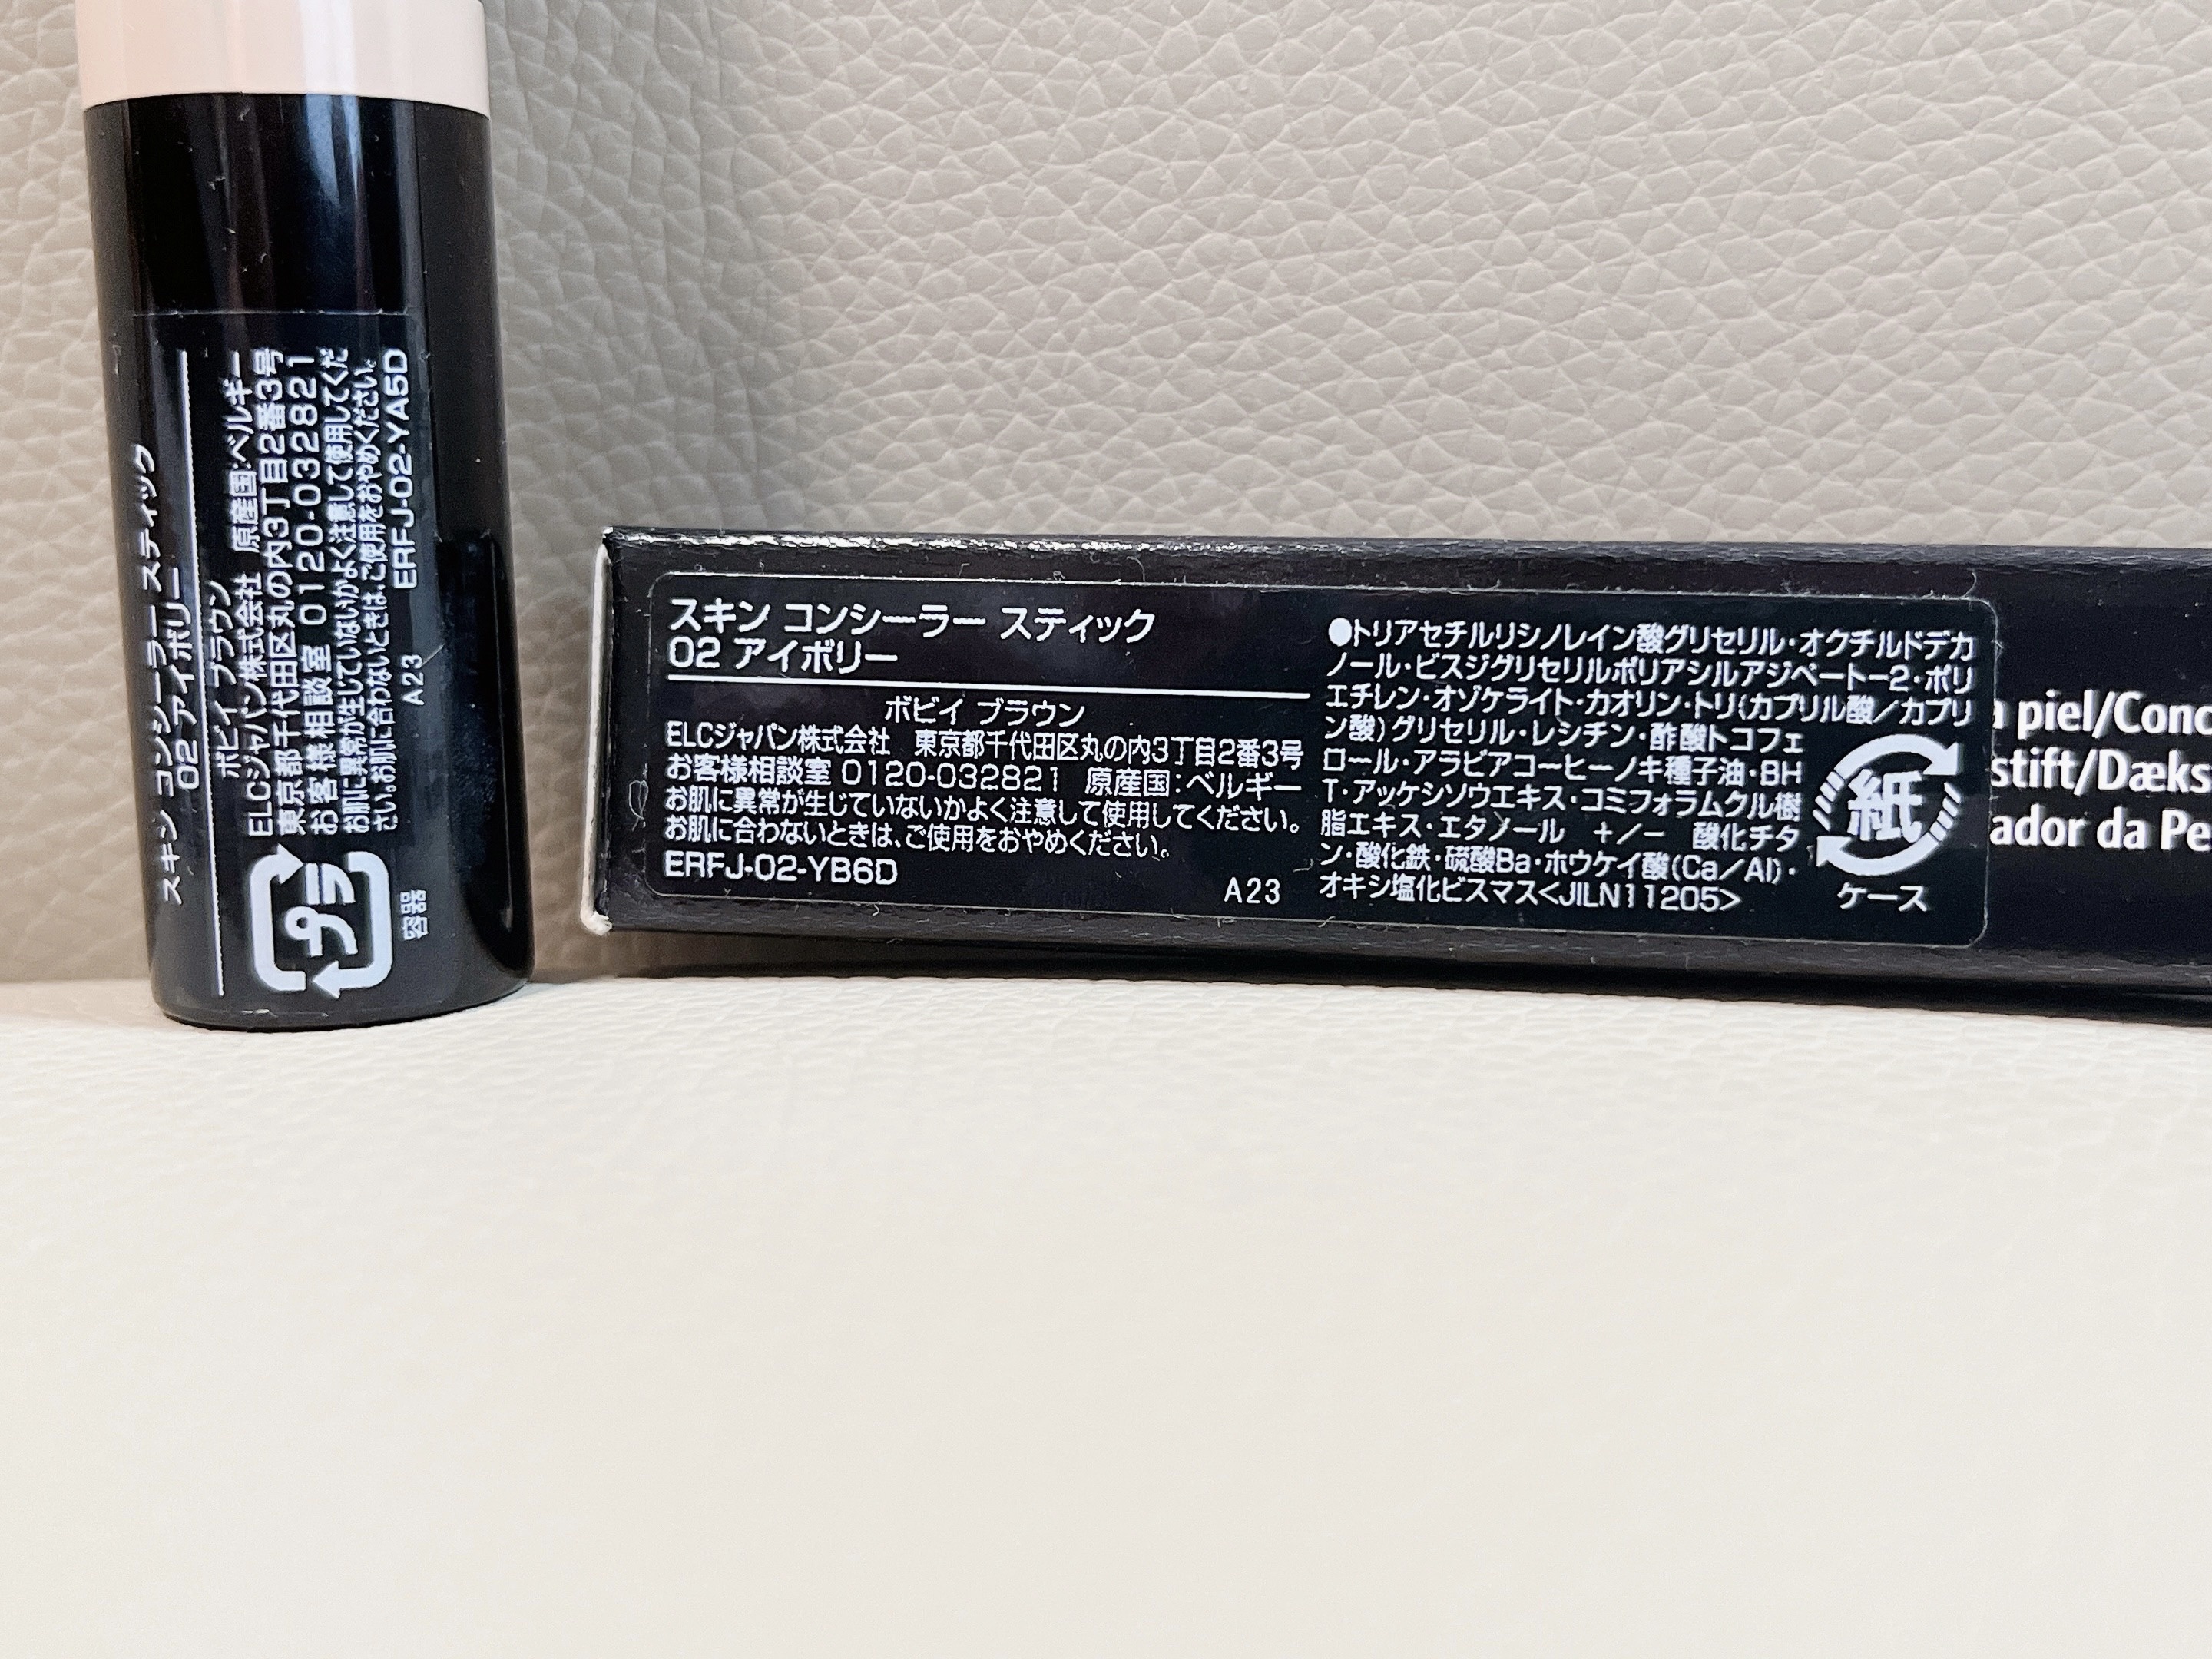 スキン コンシーラー スティック
02 アイボリー
ボビイ ブラウン
ELCジャパン株式会社 原産国:ベルギー
東京都千代田区丸の内3丁目2番3号
お客様相談室 0120-032821
お肌に異常が生じていないかよく注意して使用してくだ
さい。お肌に合わないときは、ご使用をおやめください。
A23 ERFJ-02-YA5D
プラ
容器
スキン コンシーラー スティック
02 アイボリー
ボビイ ブラウン
ELCジャパン株式会社 東京都千代田区丸の内3丁目2番3号
お客様相談室 0120-032821 原産国:ベルギー
お肌に異常が生じていないかよく注意して使用してください。
お肌に合わないときは、ご使用をおやめください。
ERFJ-02-YB6D
A23
●トリアセチルリシノレイン酸グリセリル・オクチルドデカ
ノール・ビスジグリセリルポリアシルアジペート-2・ポリ
エチレン・オゾケライト・カオリン・トリ(カプリル酸/カプリ
ン酸)グリセリル・レシチン・酢酸トコフェ
ロール・アラビアコーヒーノキ種子油・BH
T・アッケシソウエキス・コミフォラムクル樹
脂エキス・エタノール +/- 酸化チタ
ン・酸化鉄・硫酸Ba・ホウケイ酸(Ca/Al)・
オキシ塩化ビスマス<JILN11205>
紙
ケース
a piel/Conc
stift/Dæks
ador da Pe